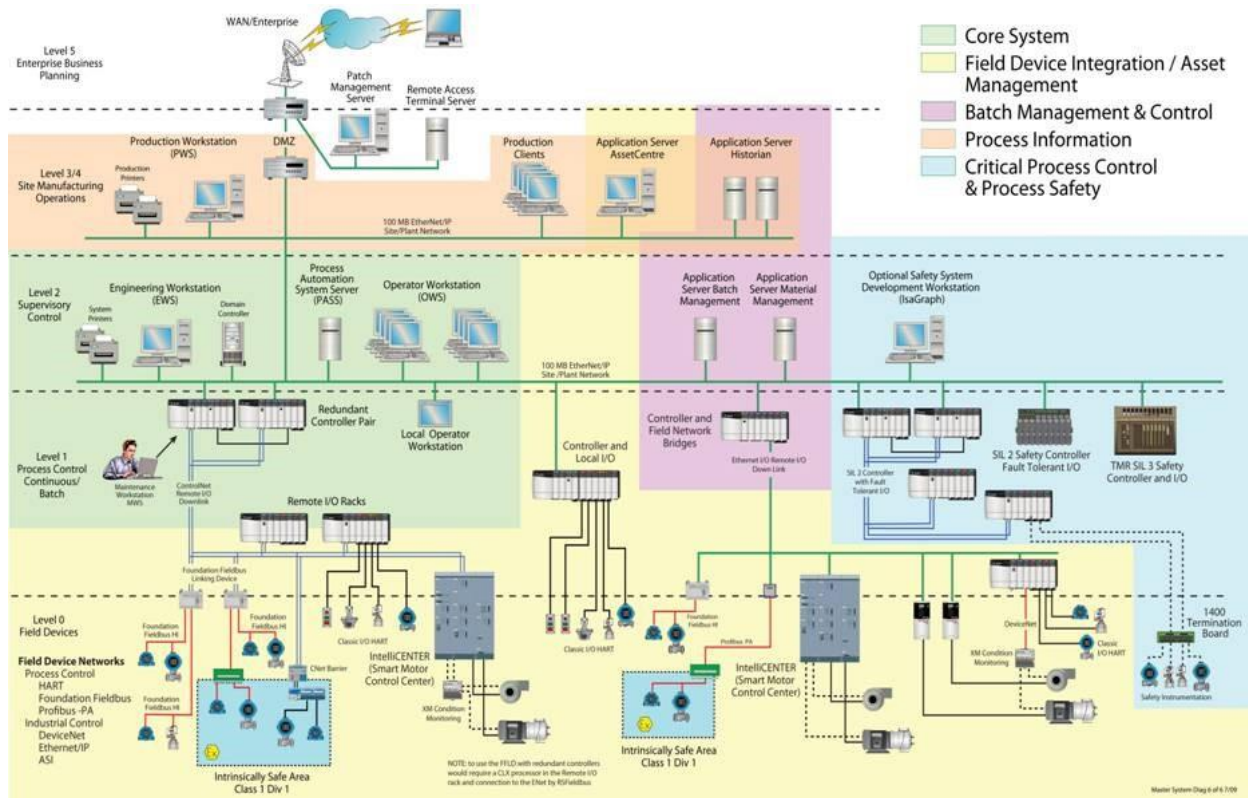 WAN/Enterprise
Level 5
Enterprise Business
Planning
Patch
Management
Server
Remote Access
Terminal Server
Core System
Field Device Integration / Asset
Management
Batch Management & Control
Process Information
Critical Process Control
& Process Safety
Production Workstation
(PWS)
DMZ
Production
Clients
Application Server
AssetCentre
Application Server
Historian
Production
Printers
Level 3/4
Site Manufacturing
Operations
100 MB EtherNet/IP
Site/Plant Network
Level 2
Supervisory
Control
Engineering Workstation
(EWS)
System
Printers
Domain
Controller
Process
Automation
System Server
(PASS)
Operator Workstation
(OWS)
Application
Server Batch
Management
Application
Server Material
Management
Optional Safety System
Development Workstation
(IsaGraph)
100 MB EtherNet/IP
Site /Plant Network
Level 1
Process Control
Continuous/
Batch
Redundant
Controller Pair
Local Operator
Workstation
Controller and
Local I/O
Controller and
Field Network
Bridges
Ethernet I/O Remote I/O
Down Link
SIL 2 Controller
with Fault
Tolerant I/O
SIL 2 Safety Controller
Fault Tolerant I/O
TMR SIL 3 Safety
Controller and I/O
Maintenance
Workstation
MWS
ControlNet
Remote I/O
Downlink
Remote I/O Racks
Foundation Fieldbus
Linking Device
Level 0
Field Devices
Foundation
Fieldbus HI
Foundation
Fieldbus HI
Classic I/O HART
Classic I/O HART
Foundation
Fieldbus HI
Profibus PA
DeviceNet
XM Condition
Monitoring
Classic
I/O HART
1400
Termination
Board
Safety Instrumentation
Field Device Networks
Process Control
HART
Foundation Fieldbus
Profibus -PA
Industrial Control
DeviceNet
Ethernet/IP
ASI
Foundation
Fieldbus HI
CNet Barrier
IntelliCENTER
(Smart Motor
Control Center)
XM Condition
Monitoring
IntelliCENTER
(Smart Motor
Control Center)
Intrinsically Safe Area
Class 1 Div 1
Intrinsically Safe Area
Class 1 Div 1
NOTE: to use the FFLD with redundant controllers
would require a CLX processor in the Remote I/O
rack and connection to the ENet by RSFieldbus
Master System Diag 6 of 6 7/09